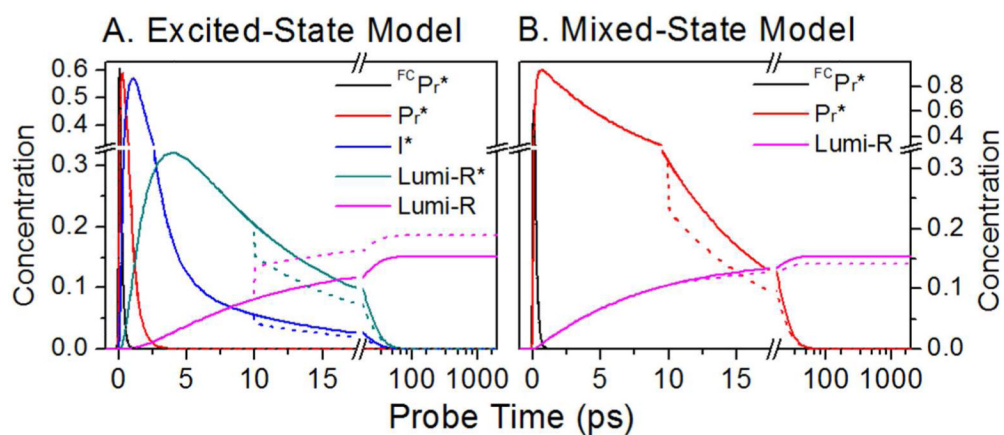 A. Excited-State Model
B. Mixed-State Model
0.6
0.5
0.4
0.3
0.2
0.1
0.0
Concentration
FCPr*
Pr*
I*
Lumi-R*
Lumi-R
0 5 10 15 100 1000
FCPr*
Pr*
Lumi-R
0 5 10 15 100 1000
0.8
0.6
0.4
0.3
0.2
0.1
0.0
Concentration
Probe Time (ps)